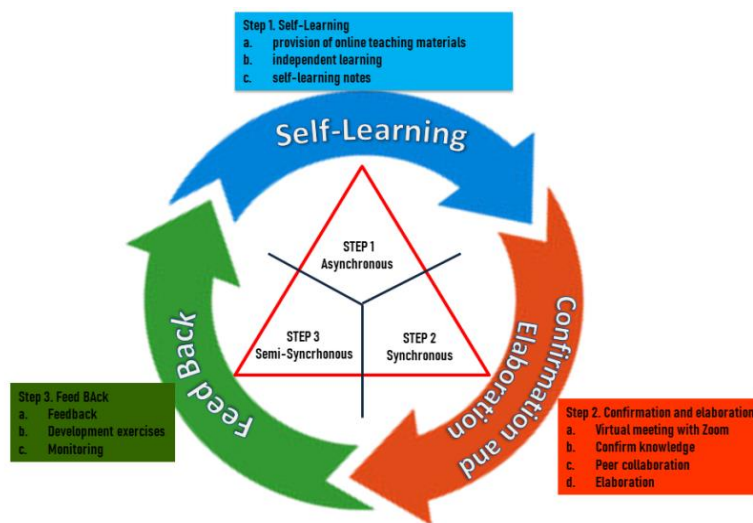 Step 1. Self-Learning
a. provision of online teaching materials
b. independent learning
c. self-learning notes
Self-Learning
STEP 1
Asynchronous
STEP 3
Semi-Syncrhonous
STEP 2
Synchronous
Confirmation and
Elaboration
Feed Back
Step 3. Feed BAck
a. Feedback
b. Development exercises
c. Monitoring
Step 2. Confirmation and elaboration
a. Virtual meeting with Zoom
b. Confirm knowledge
c. Peer collaboration
d. Elaboration